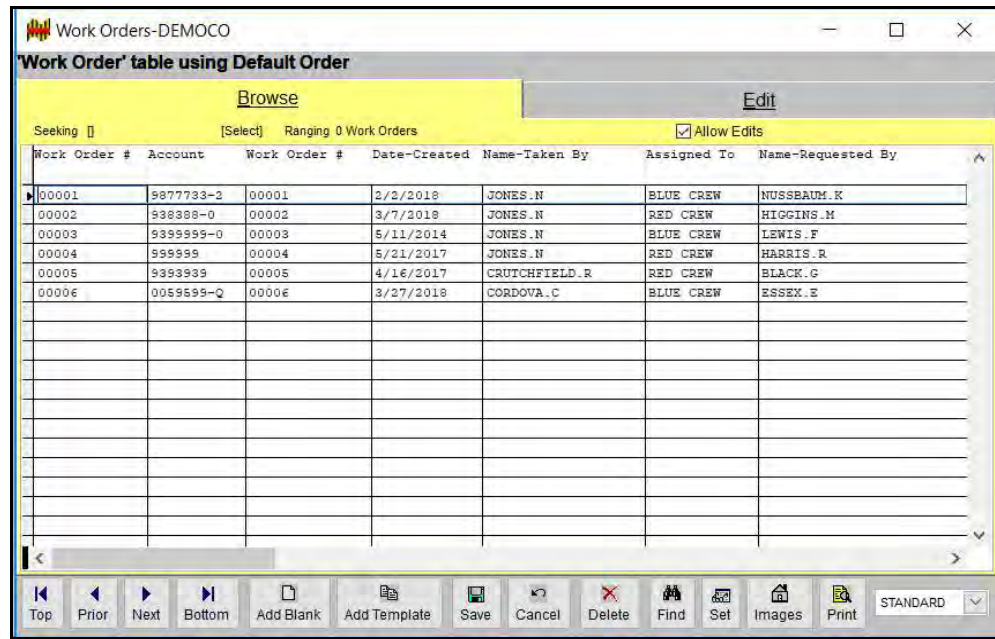 Work Orders-DEMOCO
'Work Order' table using Default Order
Browse Edit
Seeking [] [Select] Ranging 0 Work Orders Allow Edits
Work Order # Account Work Order # Date-Created Name-Taken By Assigned To Name-Requested By
00001 9877733-2 00001 2/2/2018 JONES.N BLUE CREW NUSSBAUM.K
00002 938388-0 00002 3/7/2018 JONES.N RED CREW HIGGINS.M
00003 9399999-0 00003 5/11/2014 JONES.N BLUE CREW LEWIS.F
00004 999999 00004 5/21/2017 JONES.N RED CREW HARRIS.R
00005 9393939 00005 4/16/2017 CRUTCHFIELD.R RED CREW BLACK.G
00006 0059599-Q 00006 3/27/2018 CORDOVA.C BLUE CREW ESSEX.E
Top Prior Next Bottom Add Blank Add Template Save Cancel Delete Find Set Images Print STANDARD